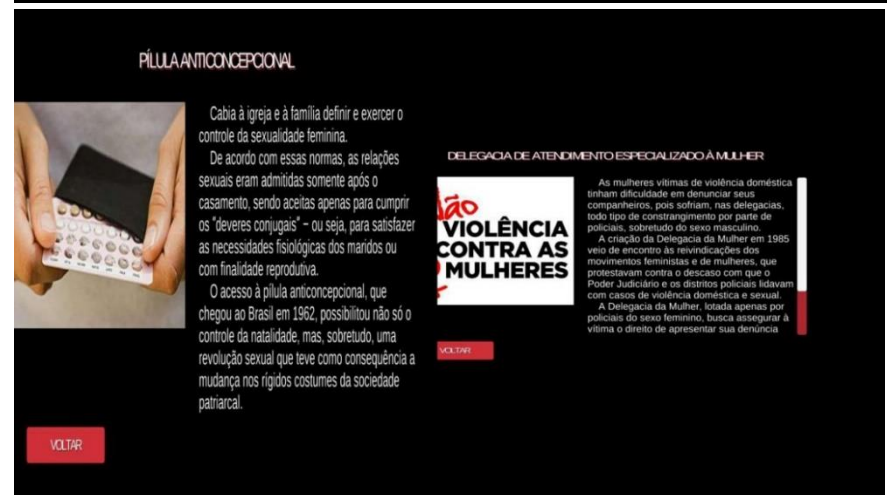 PÍLULA ANTICONCEPCIONAL
Cabia à igreja e à família definir e exercer o
controle da sexualidade feminina.
De acordo com essas normas, as relações
sexuais eram admitidas somente após o
casamento, sendo aceitas apenas para cumprir
os "deveres conjugais" – ou seja, para satisfazer
as necessidades fisiológicas dos maridos ou
com finalidade reprodutiva.
O acesso à pílula anticoncepcional, que
chegou ao Brasil em 1962, possibilitou não só o
controle da natalidade, mas, sobretudo, uma
revolução sexual que teve como consequência a
mudança nos rígidos costumes da sociedade
patriarcal.
VOLTAR
DELEGACIA DE ATENDIMENTO ESPECIALIZADO À MULHER
não
VIOLÊNCIA
CONTRA AS
MULHERES
As mulheres vítimas de violência doméstica
tinham dificuldade em denunciar seus
companheiros, pois sofriam, nas delegacias,
todo tipo de constrangimento por parte de
policiais, sobretudo do sexo masculino.
A criação da Delegacia da Mulher em 1985
veio de encontro às reivindicações dos
movimentos feministas e de mulheres, que
protestavam contra o descaso com que o
Poder Judiciário e os distritos policiais lidavam
com casos de violência doméstica e sexual.
A Delegacia da Mulher, lotada apenas por
policiais do sexo feminino, busca assegurar à
vítima o direito de apresentar sua denúncia
VOLTAR